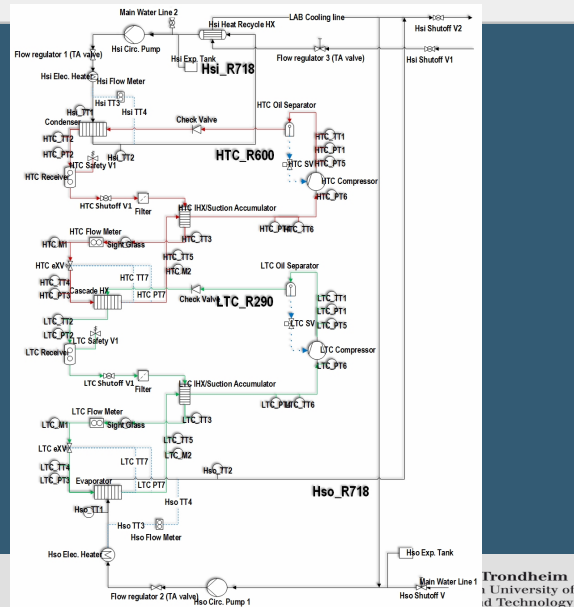 Main Water Line 2
LAB Cooling line
Hsi Shutoff V2
Hsi Circ. Pump
Hsi Heat Recycle HX
Flow regulator 1 (TA valve)
Hsi Exp. Tank
Hsi_R718
Flow regulator 3 (TA valve)
Hsi Shutoff V1
Hsi Elec. Heater
Hsi Flow Meter
Hsi TT3
Hsi TT4
Hsi_TT1
Condenser
Check Valve
HTC Oil Separator
HTC_TT2
HTC_PT2
Hsi_TT2
HTC_R600
HTC_TT1
HTC_PT1
HTC_PT5
HTC Safety V1
HTC SV
HTC Receiver
HTC Compressor
HTC_PT6
HTC Shutoff V1
Filter
HTC IHX/Suction Accumulator
HTC Flow Meter
HTC_TT6
HTC_M1
Sight Glass
HTC_TT3
HTC_TT5
HTC eXV
HTC TT7
HTC_M2
LTC Oil Separator
HTC_TT4
HTC_PT3
HTC PT7
Cascade HX
Check Valve
LTC_R290
LTC_TT1
LTC_PT1
LTC_PT5
LTC_TT2
LTC_PT2
LTC Safety V1
LTC SV
LTC Receiver
LTC Compressor
LTC_PT6
LTC Shutoff V1
Filter
LTC IHX/Suction Accumulator
LTC Flow Meter
LTC_TT6
LTC_M1
Sight Glass
LTC_TT3
LTC_TT5
LTC eXV
LTC TT7
LTC_M2
LTC_TT4
LTC_PT3
Hso_TT2
LTC PT7
Evaporator
Hso_R718
Hso TT4
Hso_TT1
Hso TT3
Hso Flow Meter
Hso Elec. Heater
Hso Exp. Tank
Main Water Line 1
Flow regulator 2 (TA valve)
Hso Circ. Pump 1
Hso Shutoff V
Trondheim
University of
d Technology